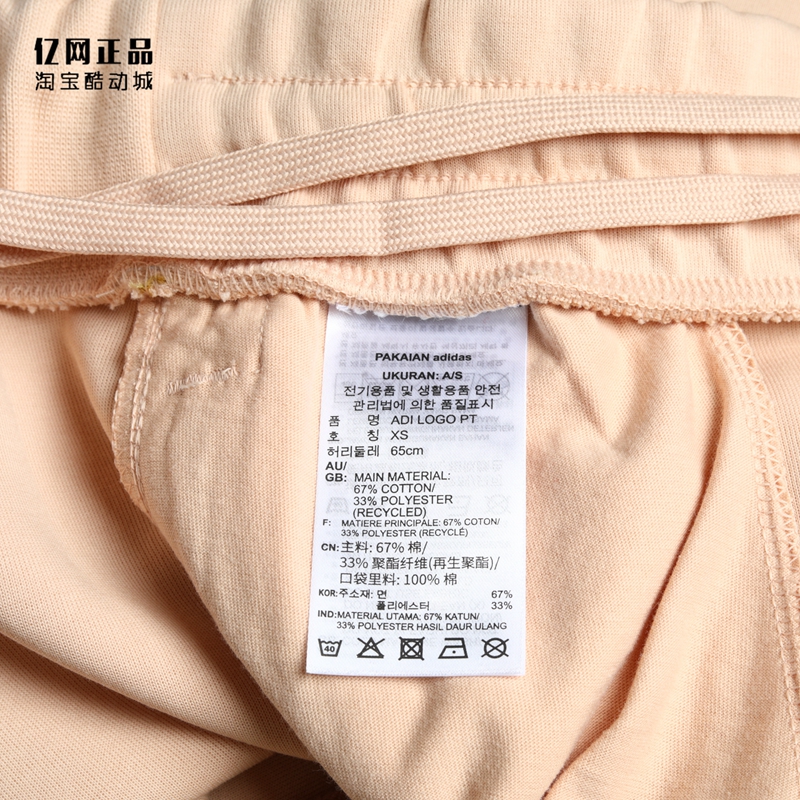 亿网正品
淘宝酷动城
PAKAIAN adidas
UKURAN: A/S
전기용품 및 생활용품 안전
관리법에 의한 품질표시
품 명 ADI LOGO PT
호 칭 XS
허리둘레 65cm
AU/
GB: MAIN MATERIAL:
67% COTTON/
33% POLYESTER
(RECYCLED)
F: MATIERE PRINCIPALE: 67% COTON/
33% POLYESTER (RECYCLÉ)
CN: 主料: 67% 棉/
33% 聚酯纤维(再生聚酯)/
口袋里料: 100% 棉
KOR: 주소재: 면 67%
폴리에스터 33%
IND: MATERIAL UTAMA: 67% KATUN/
33% POLYESTER HASIL DAUR ULANG
40